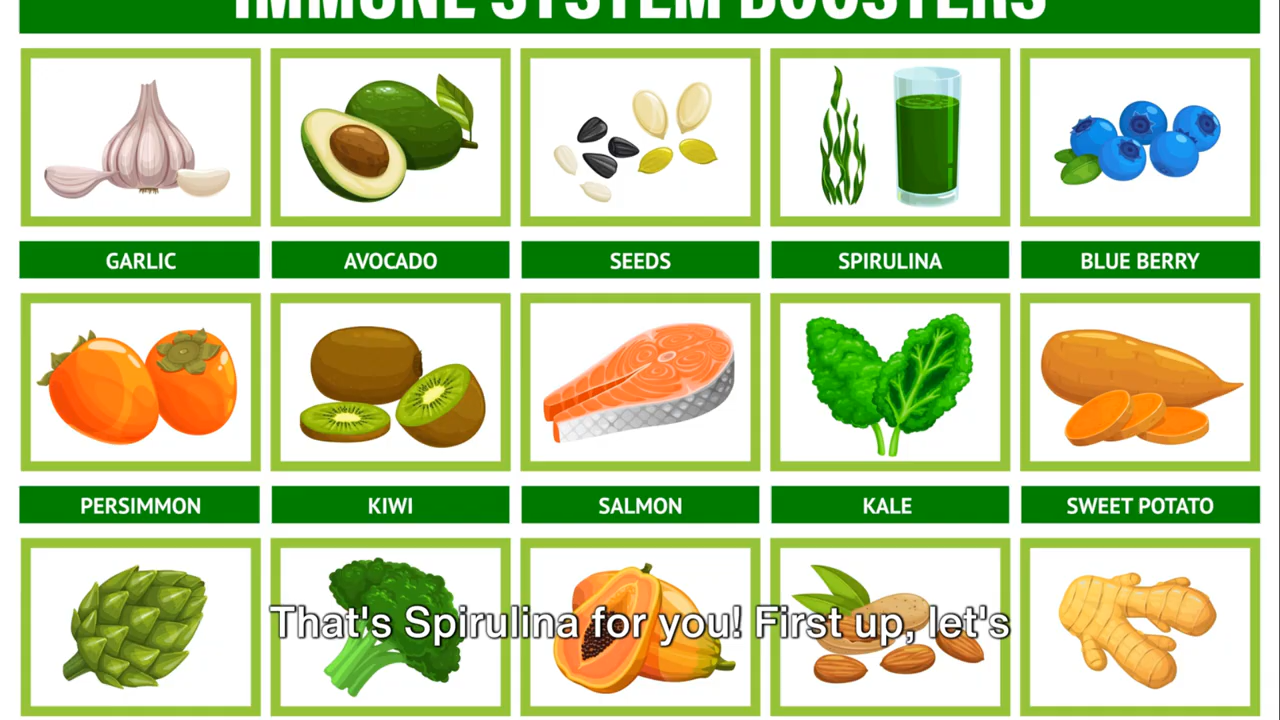 IMMUNE SYSTEM BOOSTERS
GARLIC
AVOCADO
SEEDS
SPIRULINA
BLUE BERRY
PERSIMMON
KIWI
SALMON
KALE
SWEET POTATO
That's Spirulina for you! First up, let's